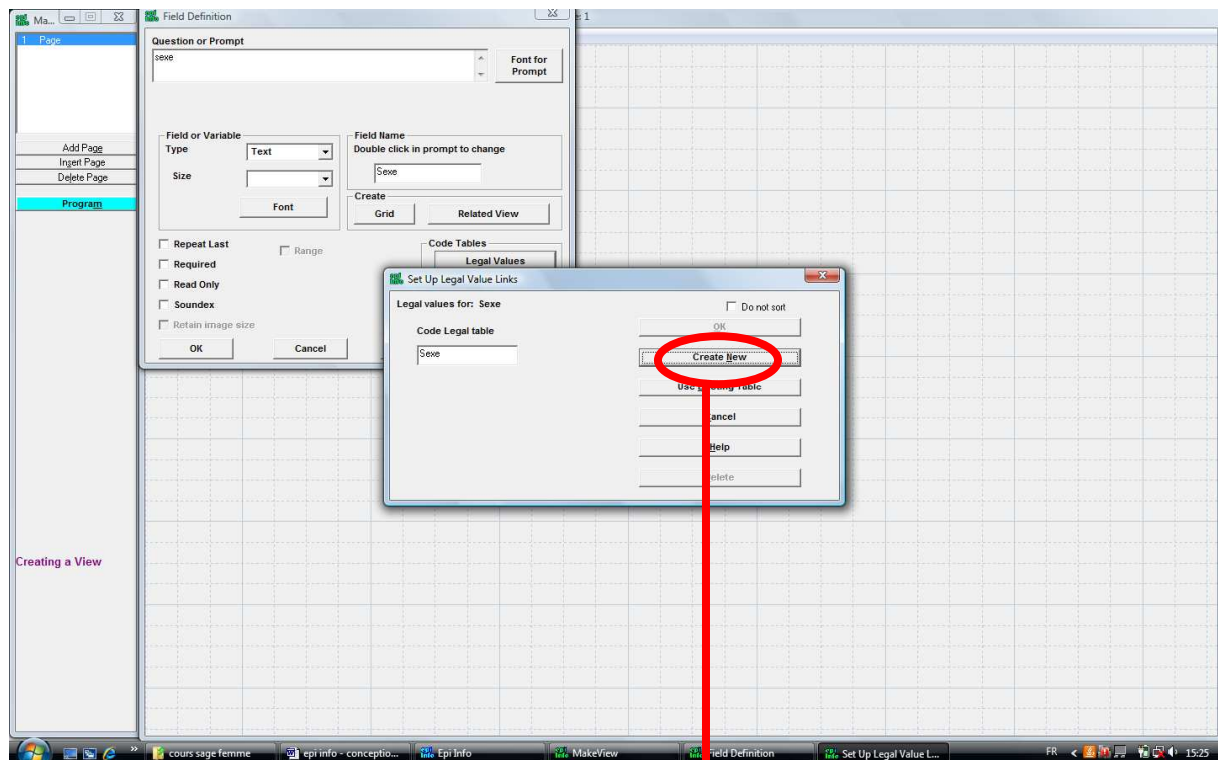 Ma...
Field Definition
: 1
1 Page
Question or Prompt
sexe
Font for
Prompt
Field or Variable
Type
Text
Size
Font
Field Name
Double click in prompt to change
Sexe
Create
Grid
Related View
Add Page
Insert Page
Delete Page
Program
Repeat Last
Range
Required
Read Only
Soundex
Retain image size
Code Tables
Legal Values
OK
Cancel
Set Up Legal Value Links
Legal values for: Sexe
Do not sort
Code Legal table
Sexe
OK
Create New
Use Table
Help
Creating a View
cours sage femme
epi info - conceptio...
Epi Info
MakeView
Field Definition
Set Up Legal Value L...
FR
15:25